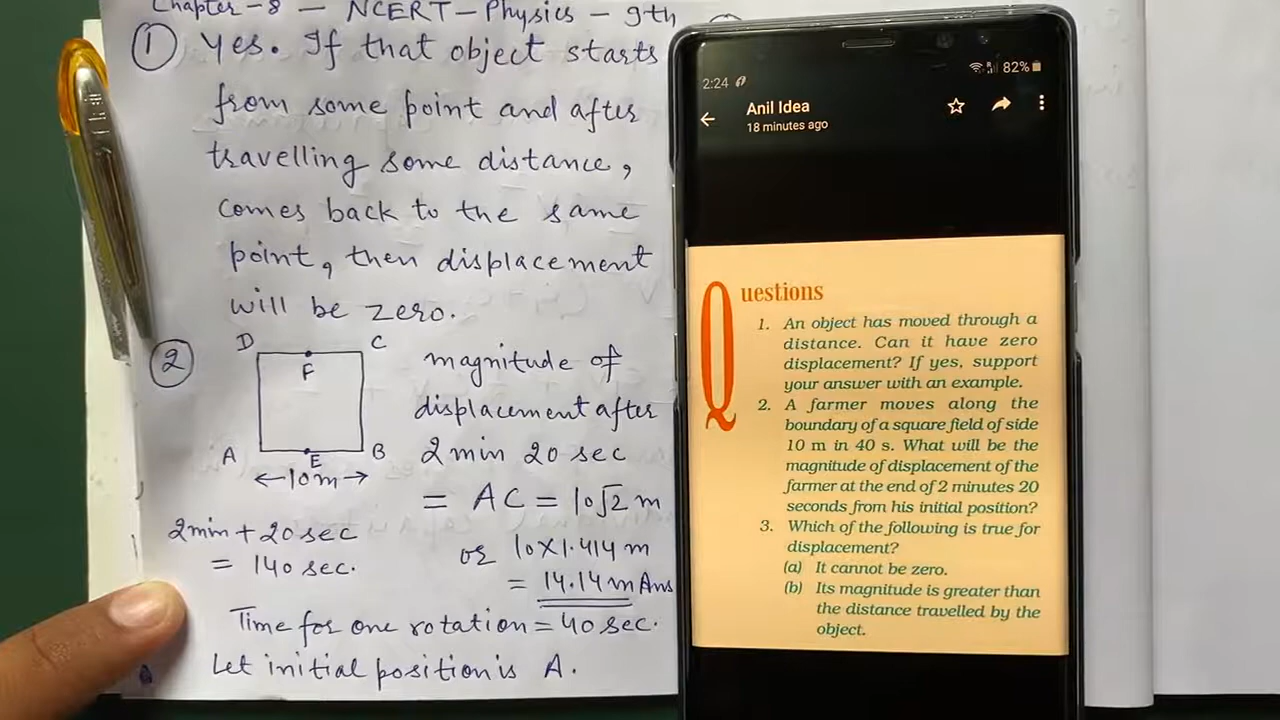 Chapter-8 - NCERT-Physics - 9th
① Yes. If that object starts
from some point and after
travelling some distance,
comes back to the same
point, then displacement
will be zero.
②
D F C
A E B
←10m→
magnitude of
displacement after
2min 20 sec
= AC = 10√2 m
or 10X1.414 m
= 14.14m Ans
2min + 20 sec
= 140 sec.
Time for one rotation = 40 sec.
Let initial position is A.
2:24
82%
Anil Idea
18 minutes ago
Questions
1. An object has moved through a
distance. Can it have zero
displacement? If yes, support
your answer with an example.
2. A farmer moves along the
boundary of a square field of side
10 m in 40 s. What will be the
magnitude of displacement of the
farmer at the end of 2 minutes 20
seconds from his initial position?
3. Which of the following is true for
displacement?
(a) It cannot be zero.
(b) Its magnitude is greater than
the distance travelled by the
object.